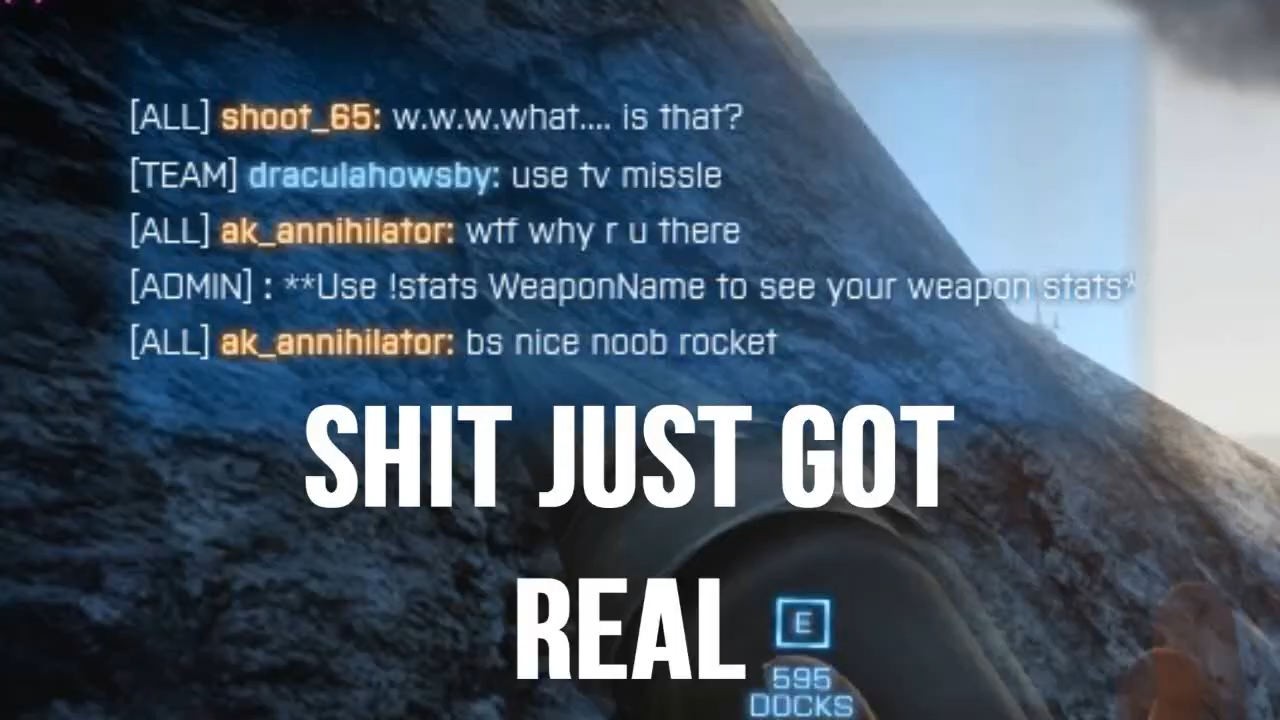 [ALL] shoot_65: w.w.w.what.... is that?
[TEAM] draculahowsby: use tv missle
[ALL] ak_annihilator: wtf why r u there
[ADMIN] : **Use !stats WeaponName to see your weapon stats*
[ALL] ak_annihilator: bs nice noob rocket
SHIT JUST GOT
REAL
E
595
DOCKS